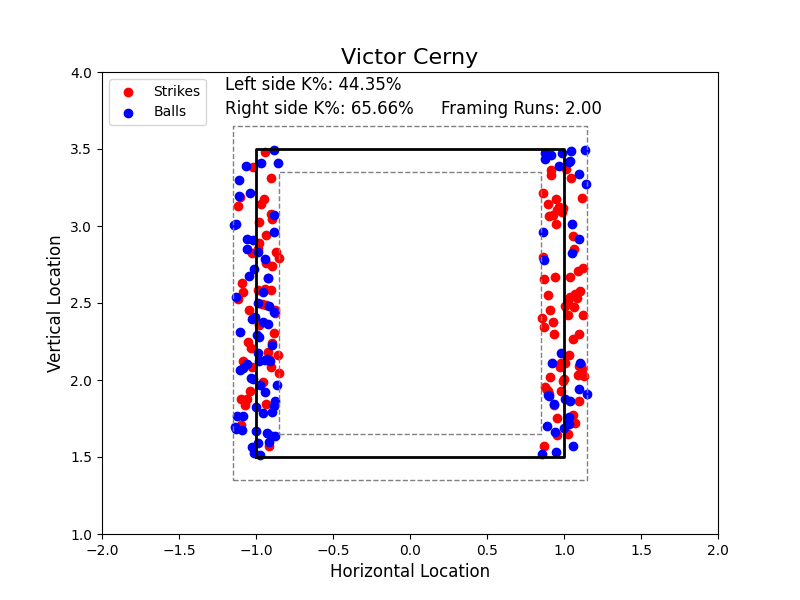 Victor Cerny
Strikes
Balls
Left side K%: 44.35%
Right side K%: 65.66%
Framing Runs: 2.00
4.0
3.5
3.0
2.5
2.0
1.5
1.0
Vertical Location
−2.0 −1.5 −1.0 −0.5 0.0 0.5 1.0 1.5 2.0
Horizontal Location